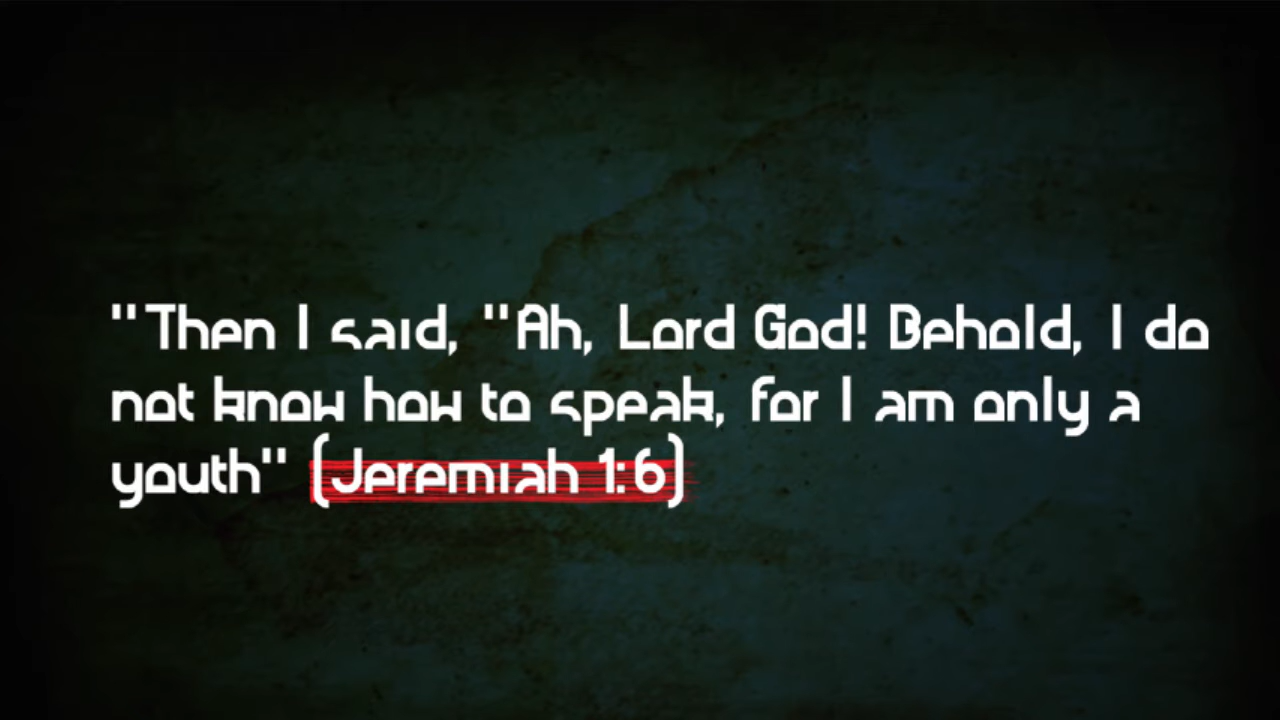 "Then I said, "Ah, Lord God! Behold, I do
not know how to speak, for I am only a
youth" (Jeremiah 1:6)